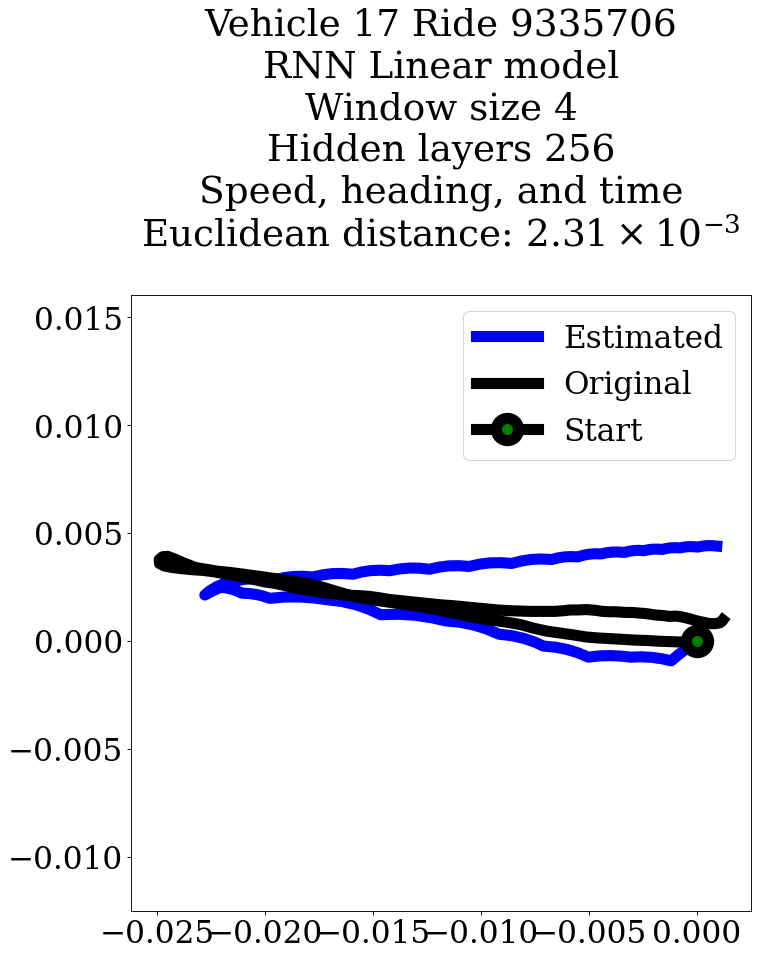 Vehicle 17 Ride 9335706
RNN Linear model
Window size 4
Hidden layers 256
Speed, heading, and time
Euclidean distance: 2.31 × 10⁻³
Estimated
Original
Start
0.015
0.010
0.005
0.000
−0.005
−0.010
−0.025 −0.020 −0.015 −0.010 −0.005 0.000